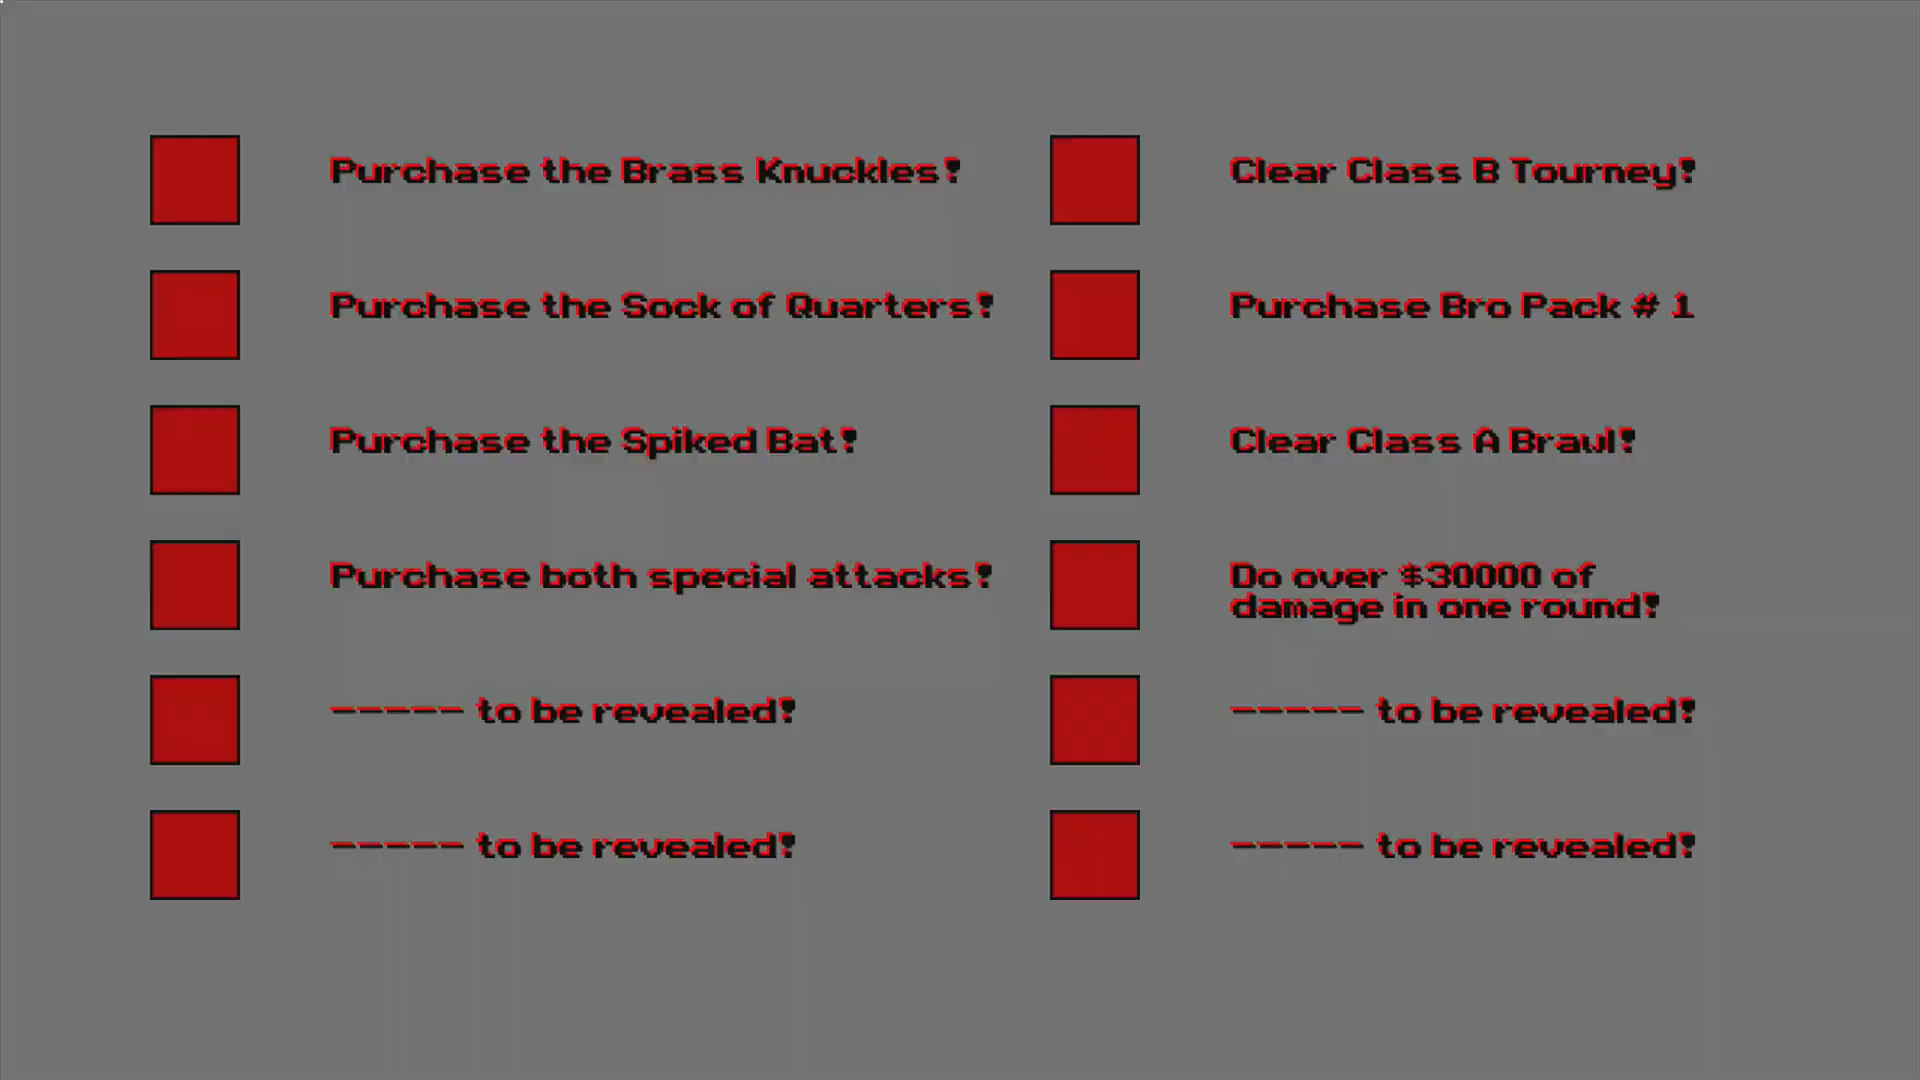 Purchase the Brass Knuckles!
Purchase the Sock of Quarters!
Purchase the Spiked Bat!
Purchase both special attacks!
----- to be revealed!
----- to be revealed!
Clear Class B Tourney!
Purchase Bro Pack # 1
Clear Class A Brawl!
Do over $30000 of
damage in one round!
----- to be revealed!
----- to be revealed!